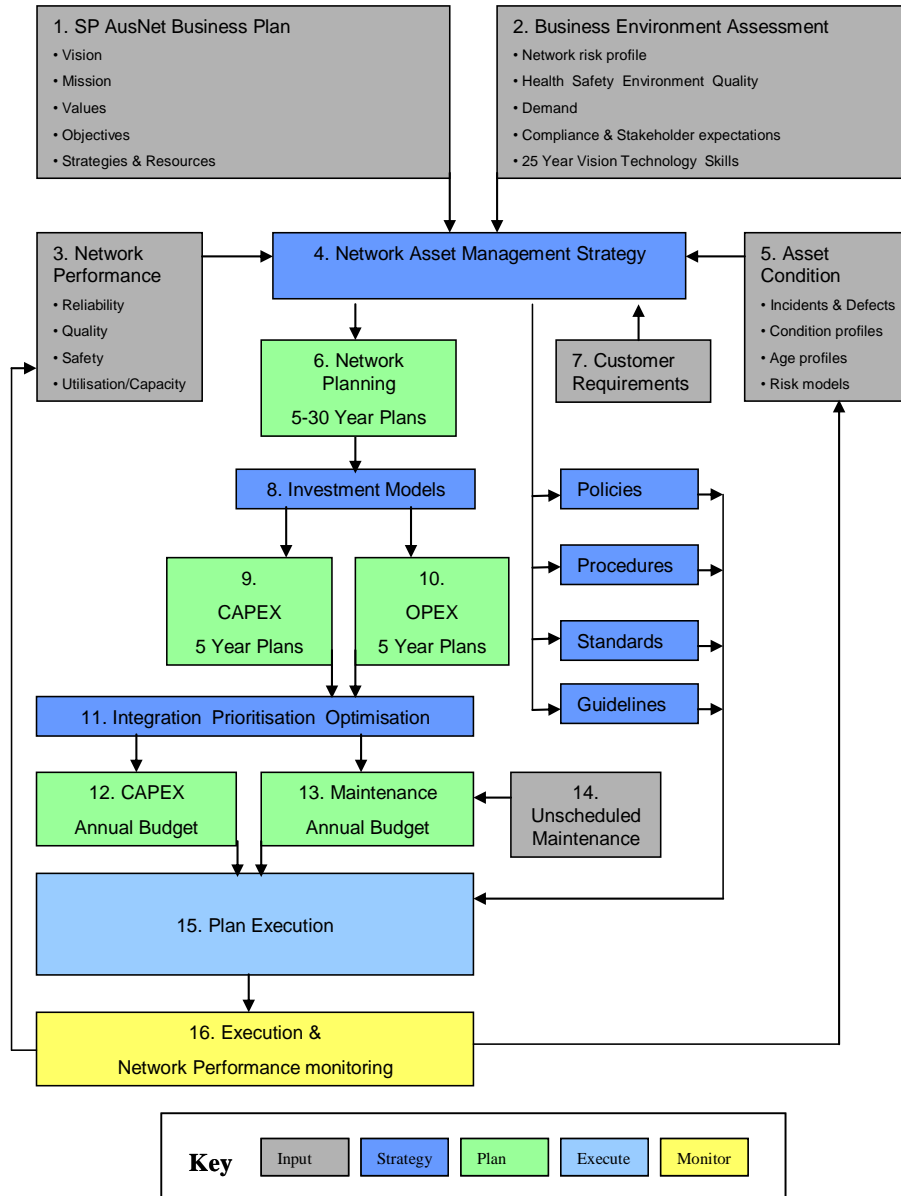 1. SP AusNet Business Plan
• Vision
• Mission
• Values
• Objectives
• Strategies & Resources
2. Business Environment Assessment
• Network risk profile
• Health Safety Environment Quality
• Demand
• Compliance & Stakeholder expectations
• 25 Year Vision Technology Skills
3. Network
Performance
• Reliability
• Quality
• Safety
• Utilisation/Capacity
4. Network Asset Management Strategy
5. Asset
Condition
• Incidents & Defects
• Condition profiles
• Age profiles
• Risk models
6. Network
Planning
5-30 Year Plans
7. Customer
Requirements
8. Investment Models
Policies
Procedures
Standards
Guidelines
9.
CAPEX
5 Year Plans
10.
OPEX
5 Year Plans
11. Integration Prioritisation Optimisation
12. CAPEX
Annual Budget
13. Maintenance
Annual Budget
14.
Unscheduled
Maintenance
15. Plan Execution
16. Execution &
Network Performance monitoring
Key
Input
Strategy
Plan
Execute
Monitor